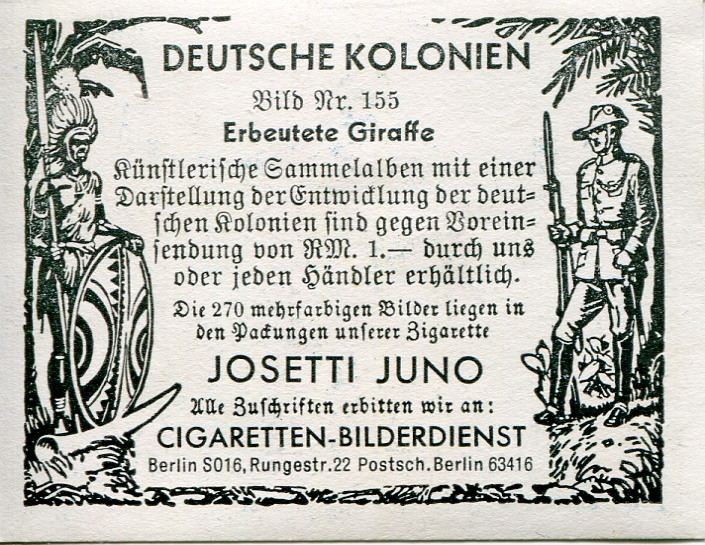 DEUTSCHE KOLONIEN
Bild Nr. 155
Erbeutete Giraffe
Künstlerische Sammelalben mit einer
Darstellung der Entwicklung der deut=
schen Kolonien sind gegen Vorein=
sendung von RM. 1.— durch uns
oder jeden Händler erhältlich.
Die 270 mehrfarbigen Bilder liegen in
den Packungen unserer Zigarette
JOSETTI JUNO
Alle Zuschriften erbitten wir an:
CIGARETTEN-BILDERDIENST
Berlin SO16, Rungestr. 22 Postsch. Berlin 63416